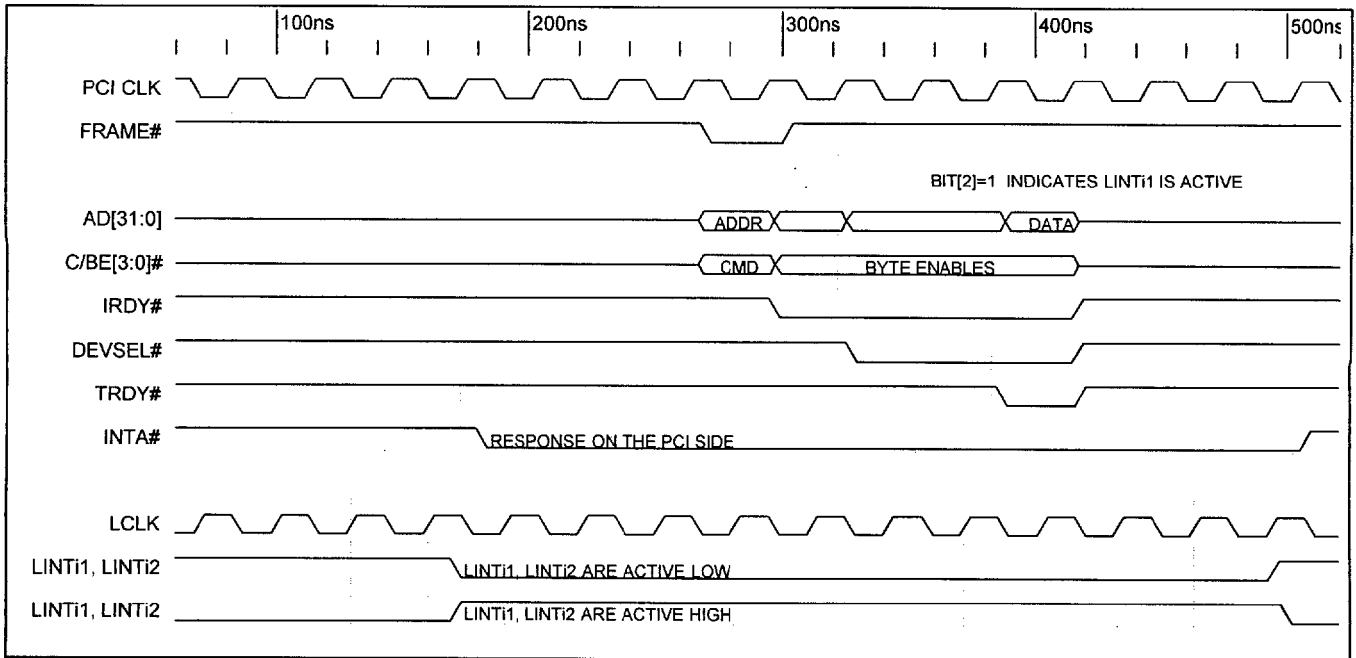 100ns 200ns 300ns 400ns 500ns
PCI CLK
FRAME#
BIT[2]=1 INDICATES LINTi1 IS ACTIVE
AD[31:0] ADDR DATA
C/BE[3:0]# CMD BYTE ENABLES
IRDY#
DEVSEL#
TRDY#
INTA# RESPONSE ON THE PCI SIDE
LCLK
LINTi1, LINTi2 LINTi1, LINTi2 ARE ACTIVE LOW
LINTi1, LINTi2 LINTi1, LINTi2 ARE ACTIVE HIGH